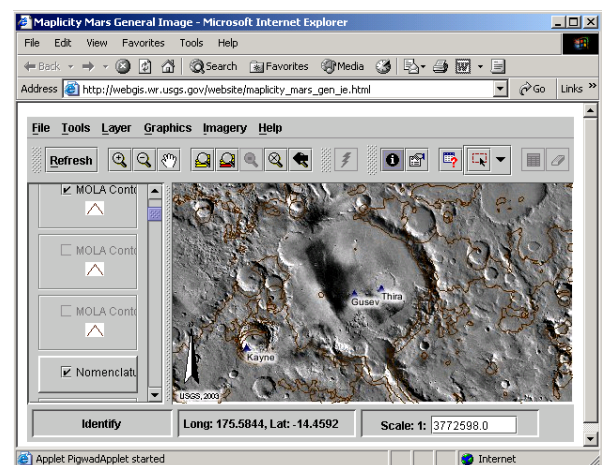 Maplicity Mars General Image - Microsoft Internet Explorer
File Edit View Favorites Tools Help
Back Search Favorites Media
Address http://webgis.wr.usgs.gov/website/maplicity_mars_gen_ie.html Go Links »
File Tools Layer Graphics Imagery Help
Refresh
MOLA Conto
MOLA Conto
MOLA Conto
Nomenclatu
Gusev Thira
Kayne
USGS, 2003
Identify Long: 175.5844, Lat: -14.4592 Scale: 1: 3772598.0
Applet PigwadApplet started Internet